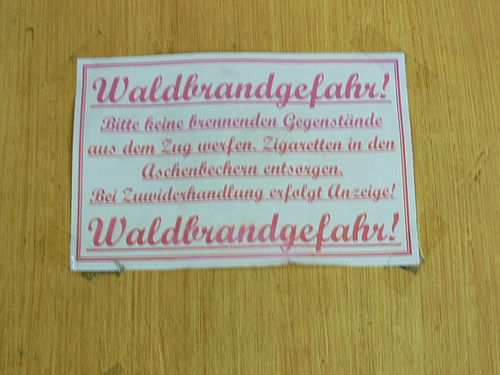 Waldbrandgefahr!
Bitte keine brennenden Gegenstände
aus dem Zug werfen. Zigaretten in den
Aschenbechern entsorgen.
Bei Zuwiderhandlung erfolgt Anzeige!
Waldbrandgefahr!